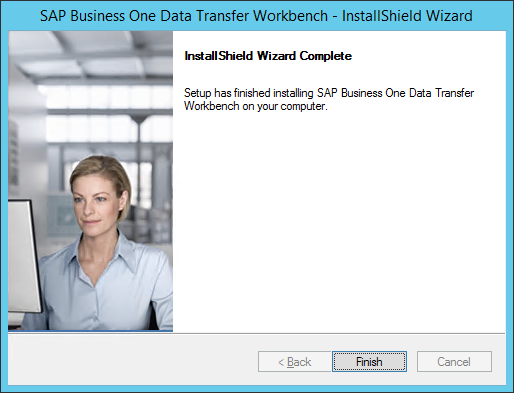 SAP Business One Data Transfer Workbench - InstallShield Wizard
InstallShield Wizard Complete
Setup has finished installing SAP Business One Data Transfer
Workbench on your computer.
< Back
Finish
Cancel